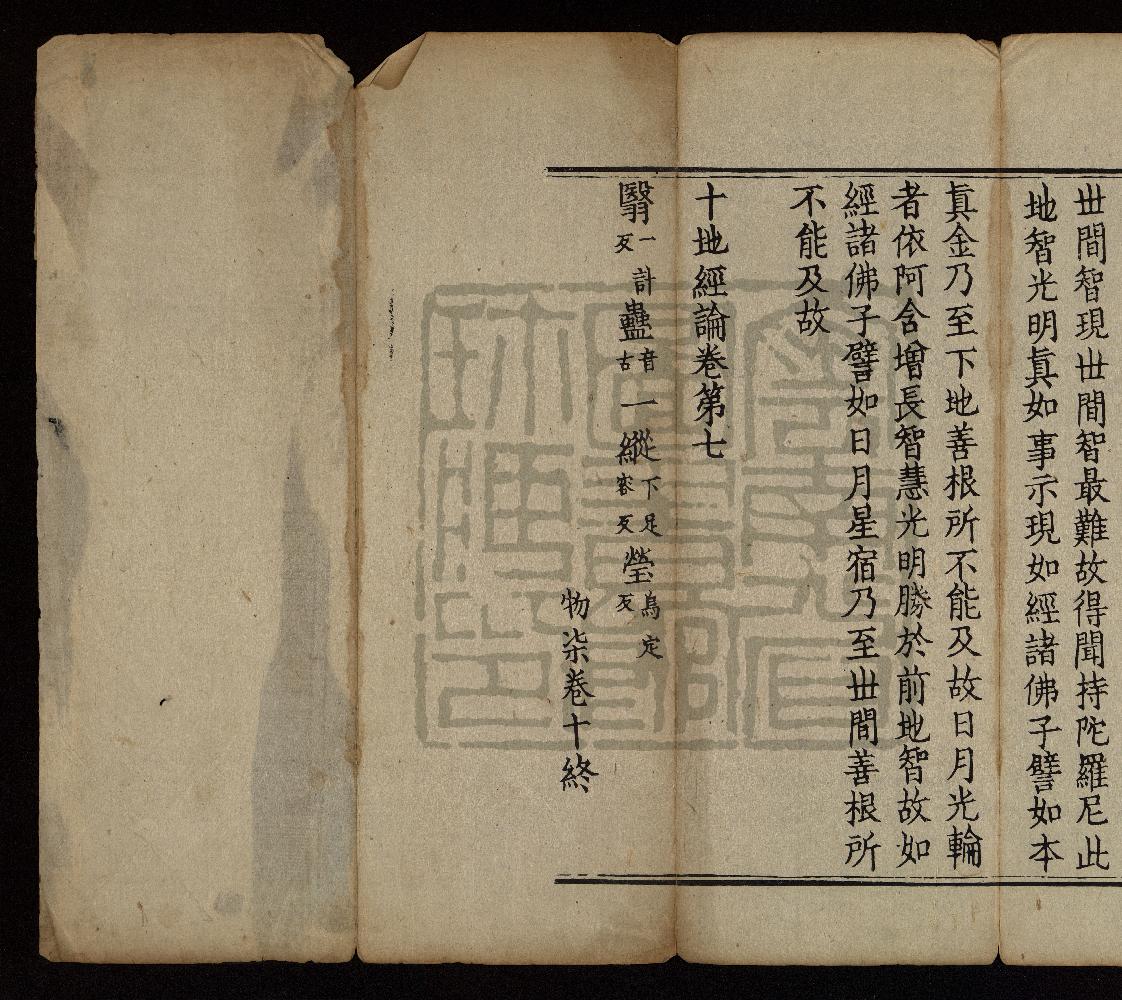 世間智現世間智最難故得聞持陀羅尼此
地智光明真如事示現如經諸佛子譬如本
真金乃至下地善根所不能及故日月光輪
者依阿含增長智慧光明勝於前地智故如
經諸佛子譬如日月星宿乃至世間善根所
不能及故
十地經論卷第七
翳一計反蠱音古一縱下足容反瑩烏定反
物柒卷十終